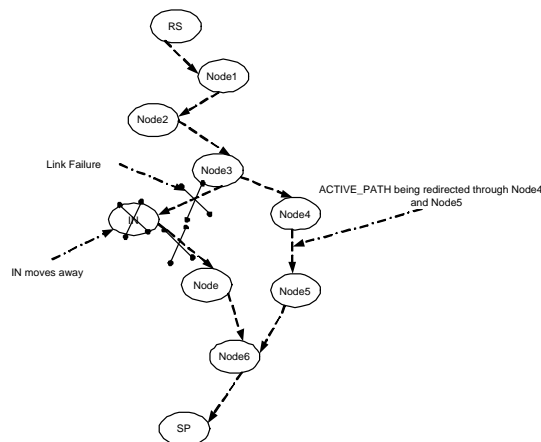 RS
Node1
Node2
Link Failure
Node3
ACTIVE_PATH being redirected through Node4
and Node5
Node4
IN
IN moves away
Node
Node5
Node6
SP